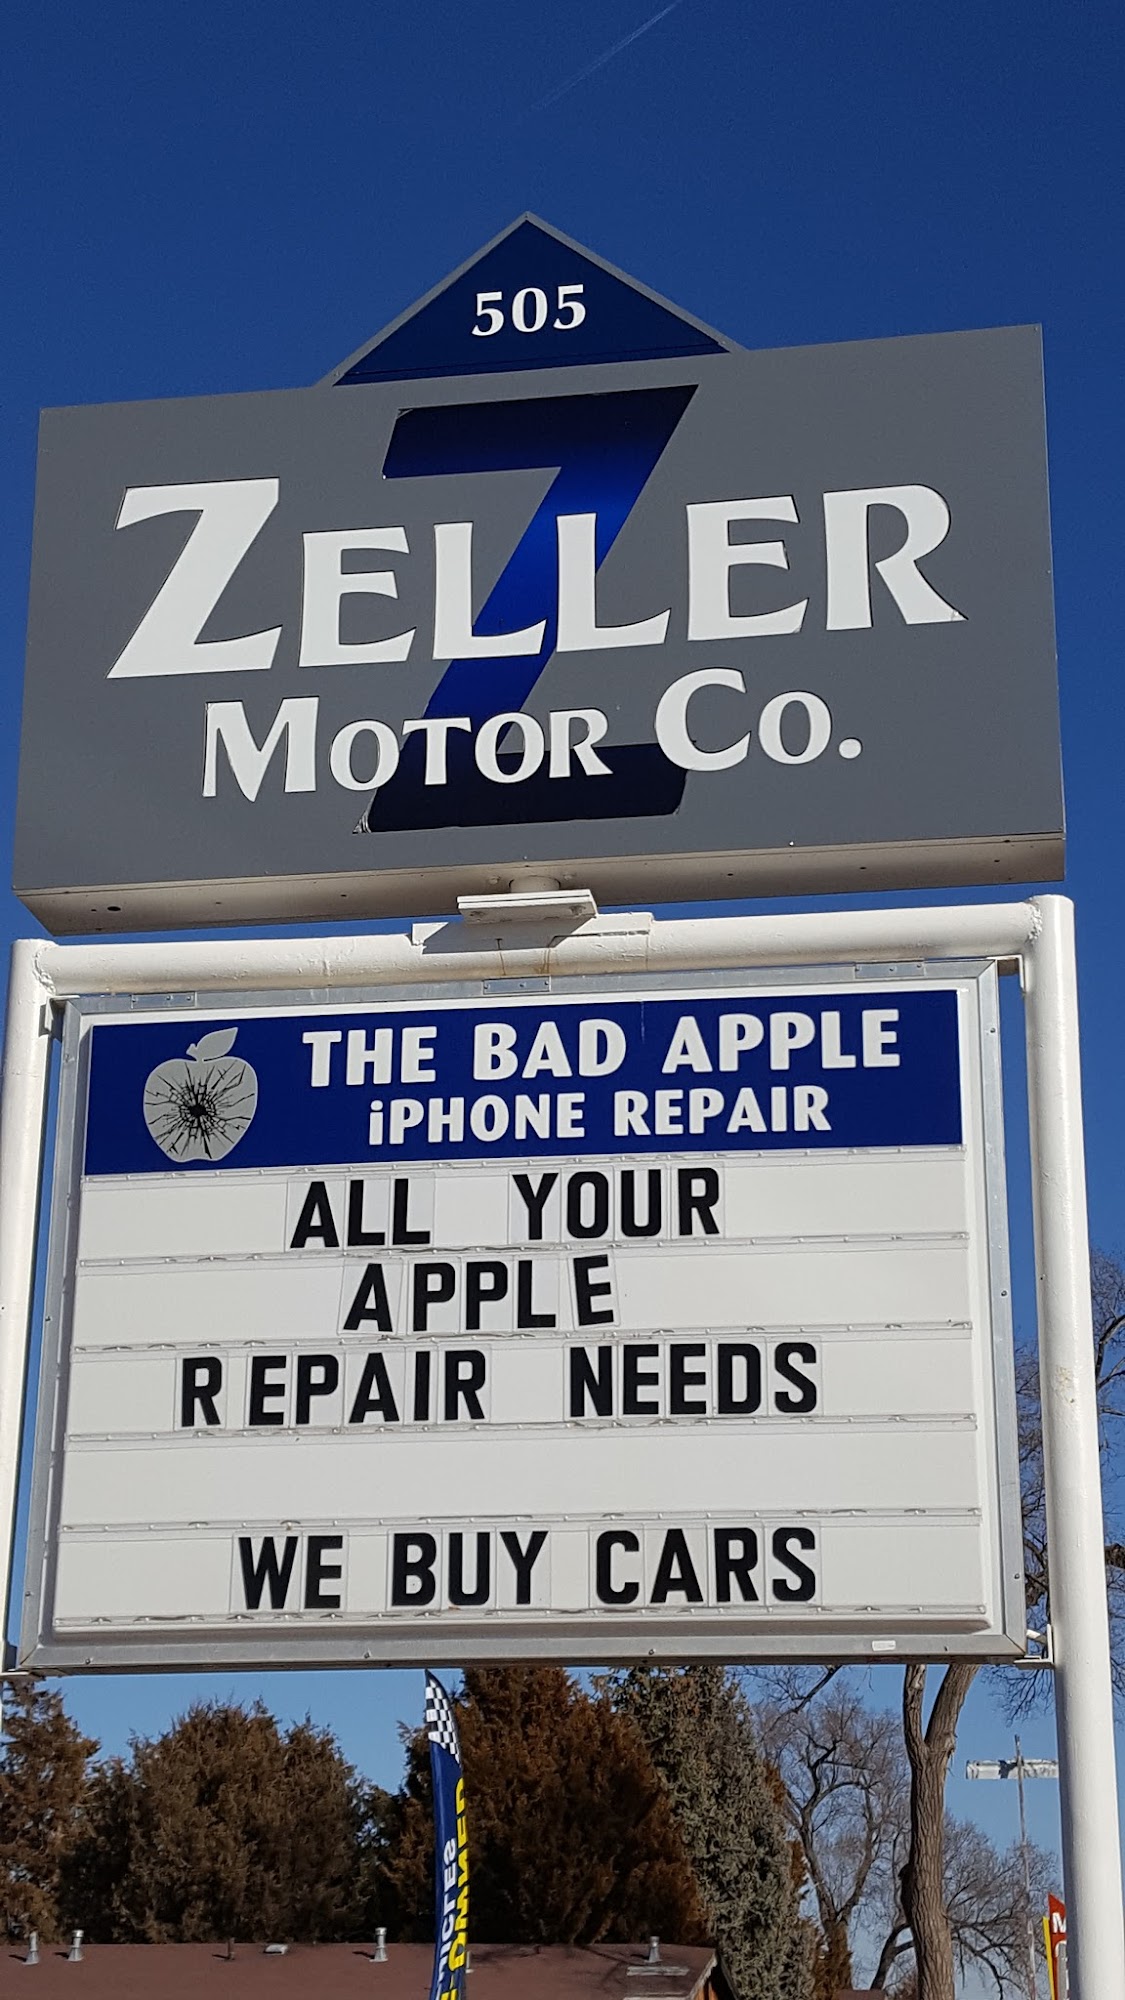 505
ZELLER
MOTOR CO.
THE BAD APPLE
iPHONE REPAIR
ALL YOUR
APPLE
REPAIR NEEDS
WE BUY CARS